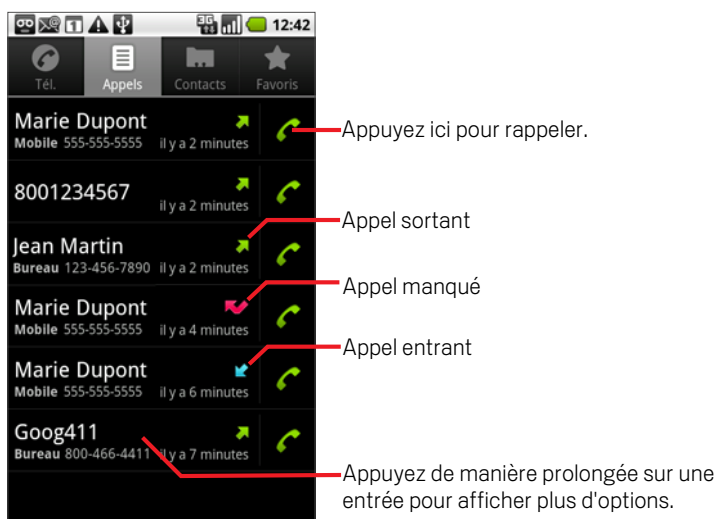 1 3G 12:42
Tél. Appels Contacts Favoris
Marie Dupont
Mobile 555-555-5555 il y a 2 minutes
Appuyez ici pour rappeler.
8001234567
il y a 2 minutes
Appel sortant
Jean Martin
Bureau 123-456-7890 il y a 2 minutes
Appel manqué
Marie Dupont
Mobile 555-555-5555 il y a 4 minutes
Appel entrant
Marie Dupont
Mobile 555-555-5555 il y a 6 minutes
Goog411
Bureau 800-466-4411 il y a 7 minutes
Appuyez de manière prolongée sur une
entrée pour afficher plus d'options.